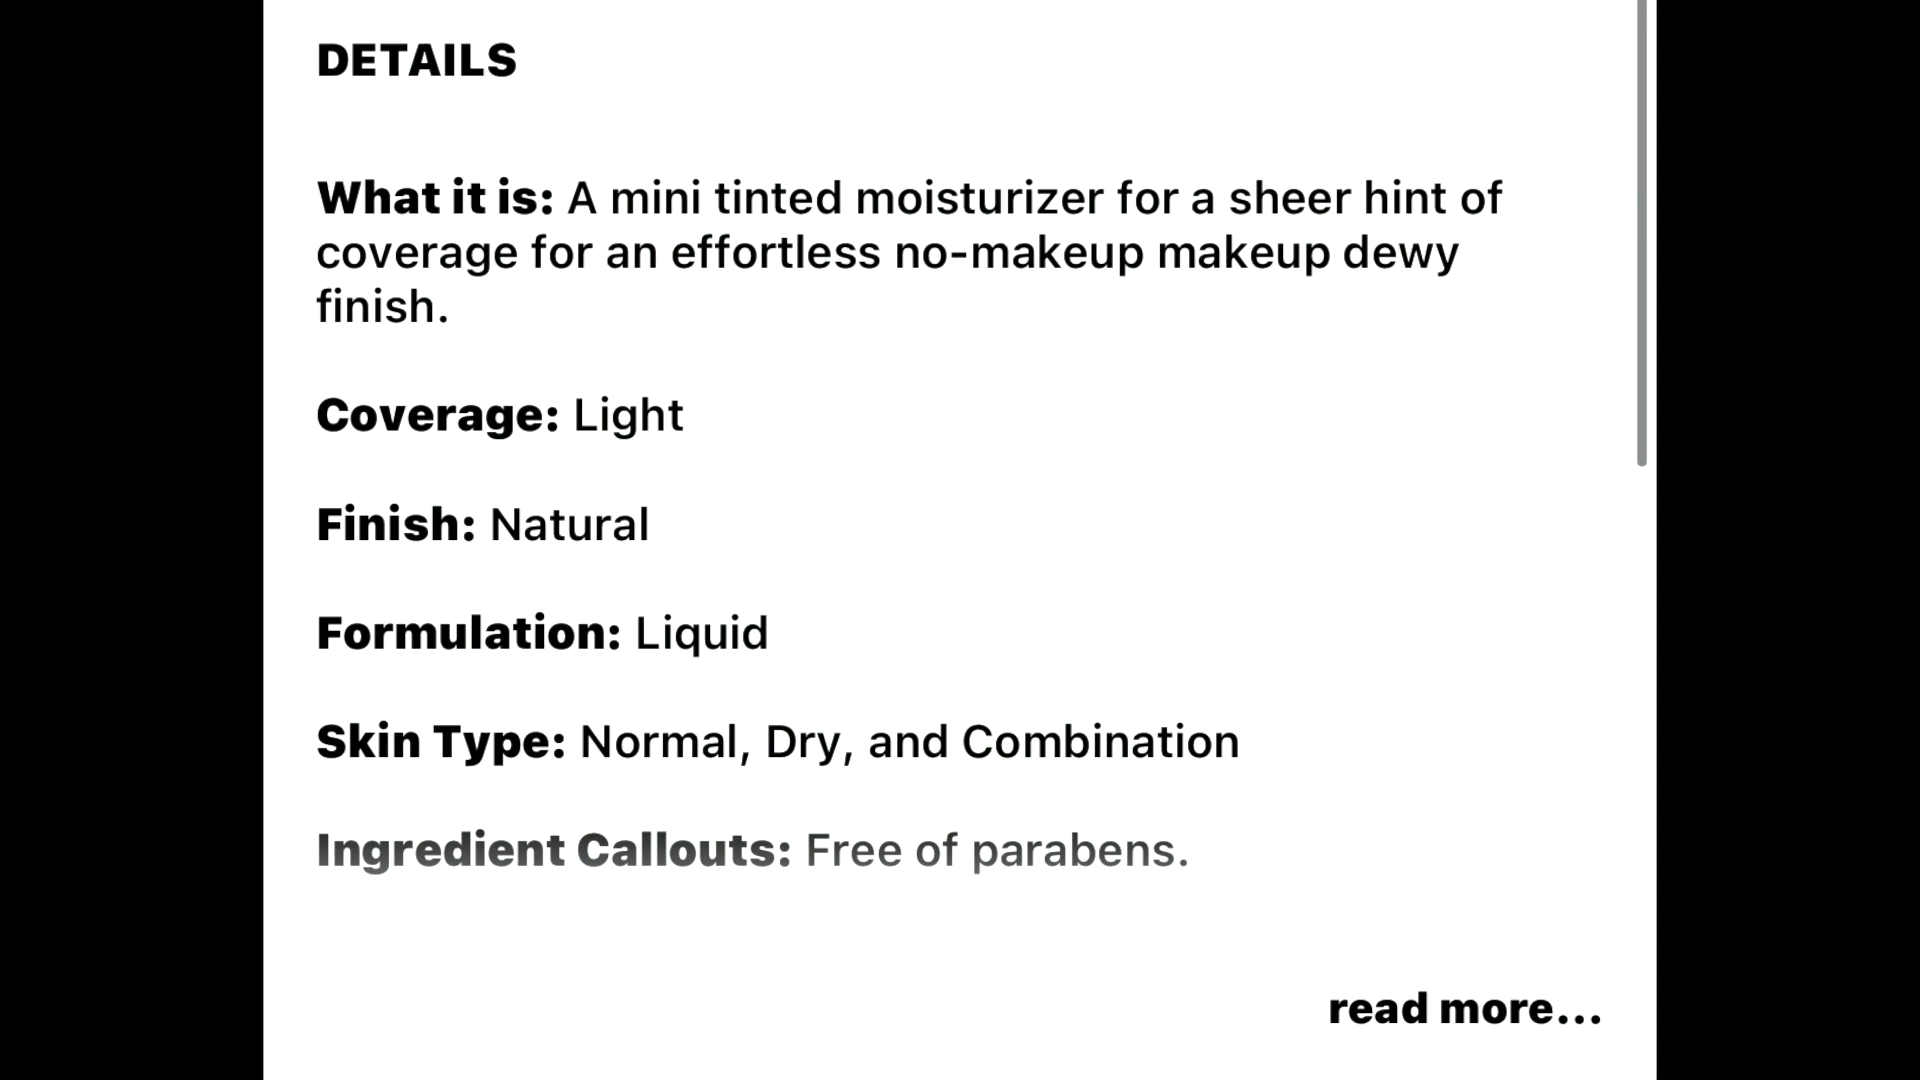 DETAILS
What it is: A mini tinted moisturizer for a sheer hint of
coverage for an effortless no-makeup makeup dewy
finish.
Coverage: Light
Finish: Natural
Formulation: Liquid
Skin Type: Normal, Dry, and Combination
Ingredient Callouts: Free of parabens.
read more...